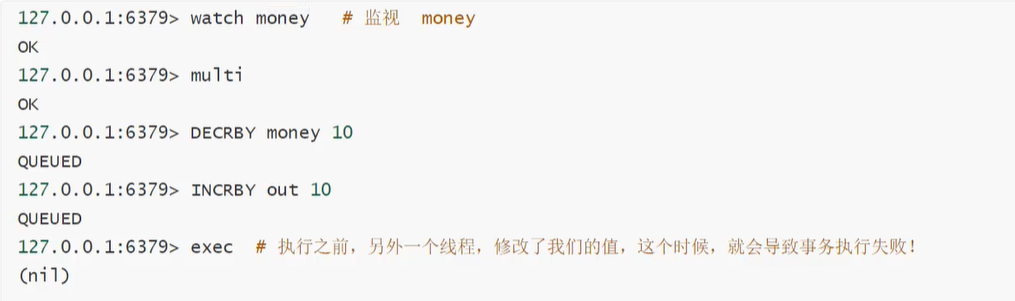 127.0.0.1:6379> watch money   # 监视  money
OK
127.0.0.1:6379> multi
OK
127.0.0.1:6379> DECRBY money 10
QUEUED
127.0.0.1:6379> INCRBY out 10
QUEUED
127.0.0.1:6379> exec  # 执行之前，另外一个线程，修改了我们的值，这个时候，就会导致事务执行失败！
(nil)